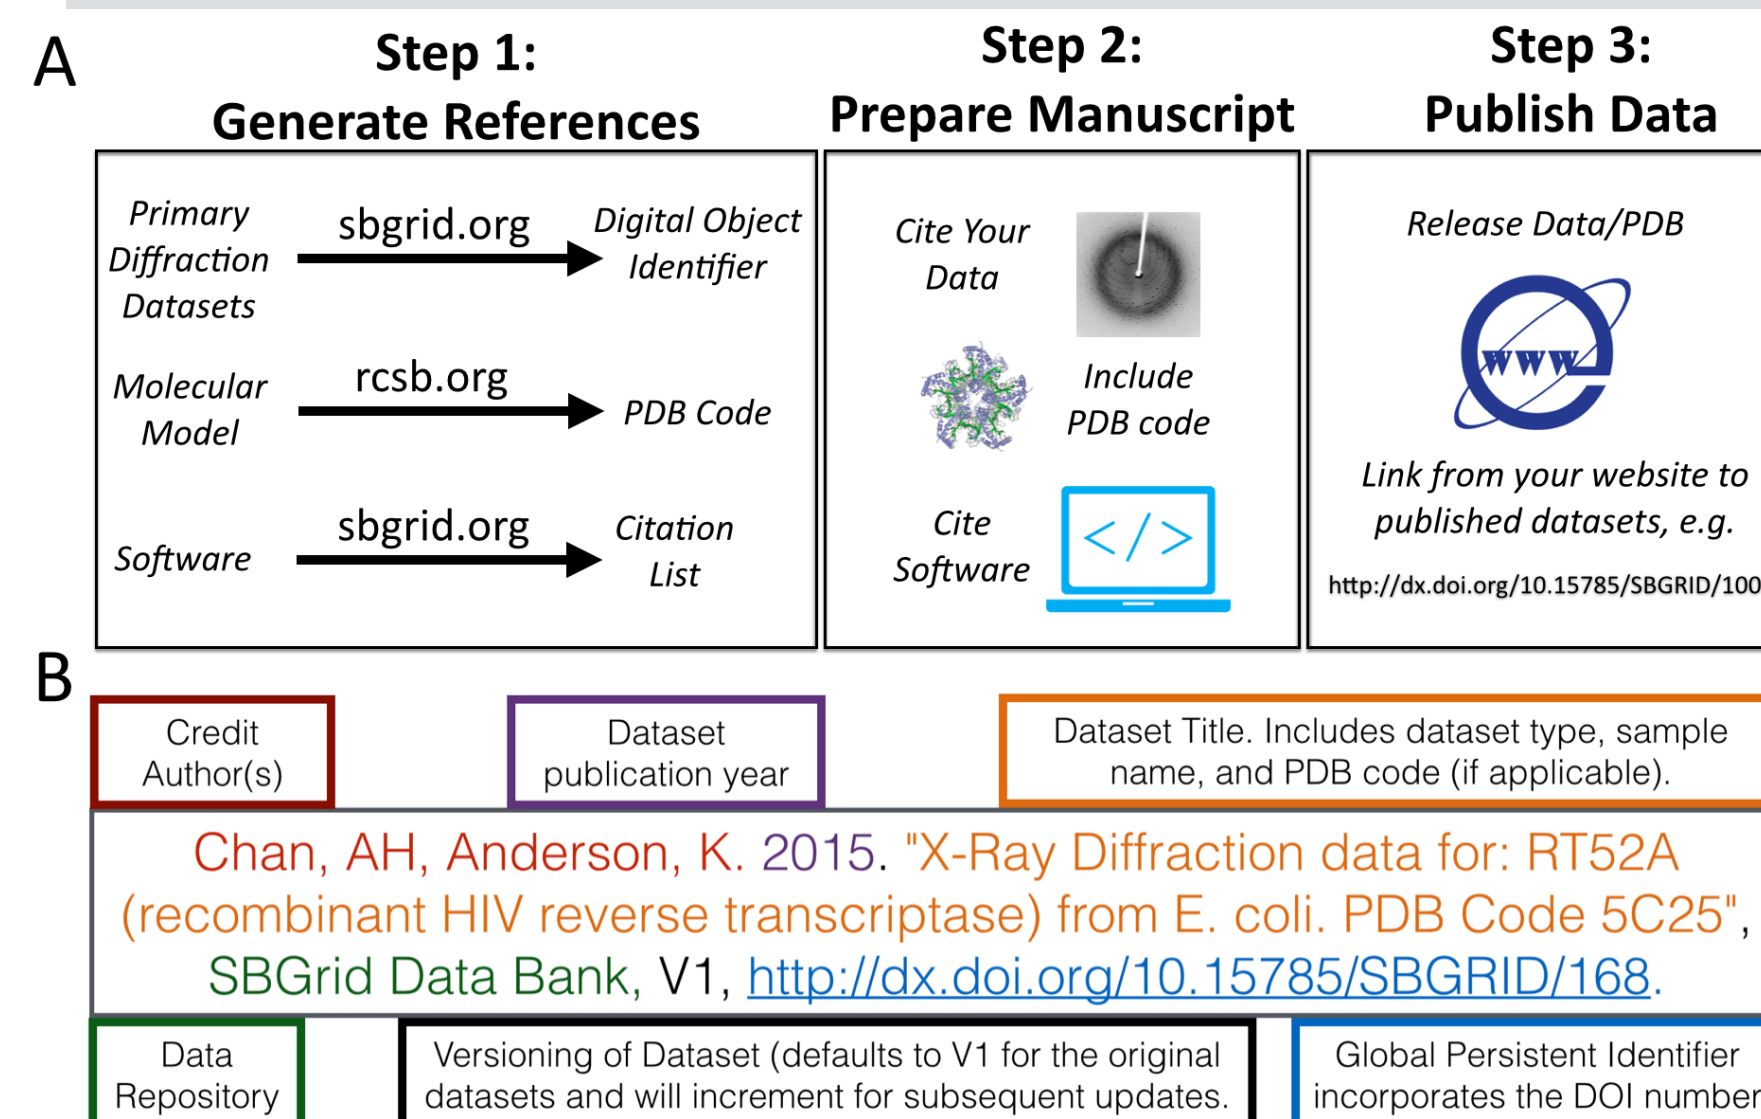 A
Step 1:
Generate References
Primary
Diffraction
Datasets
sbgrid.org
Digital Object
Identifier
Molecular
Model
rcsb.org
PDB Code
Software
sbgrid.org
Citation
List
Step 2:
Prepare Manuscript
Cite Your
Data
Include
PDB code
Cite
Software
</>
Step 3:
Publish Data
Release Data/PDB
www
Link from your website to
published datasets, e.g.
http://dx.doi.org/10.15785/SBGRID/100
B
Credit
Author(s)
Dataset
publication year
Dataset Title. Includes dataset type, sample
name, and PDB code (if applicable).
Chan, AH, Anderson, K. 2015. "X-Ray Diffraction data for: RT52A
(recombinant HIV reverse transcriptase) from E. coli. PDB Code 5C25",
SBGrid Data Bank, V1, http://dx.doi.org/10.15785/SBGRID/168.
Data
Repository
Versioning of Dataset (defaults to V1 for the original
datasets and will increment for subsequent updates.
Global Persistent Identifier
incorporates the DOI number